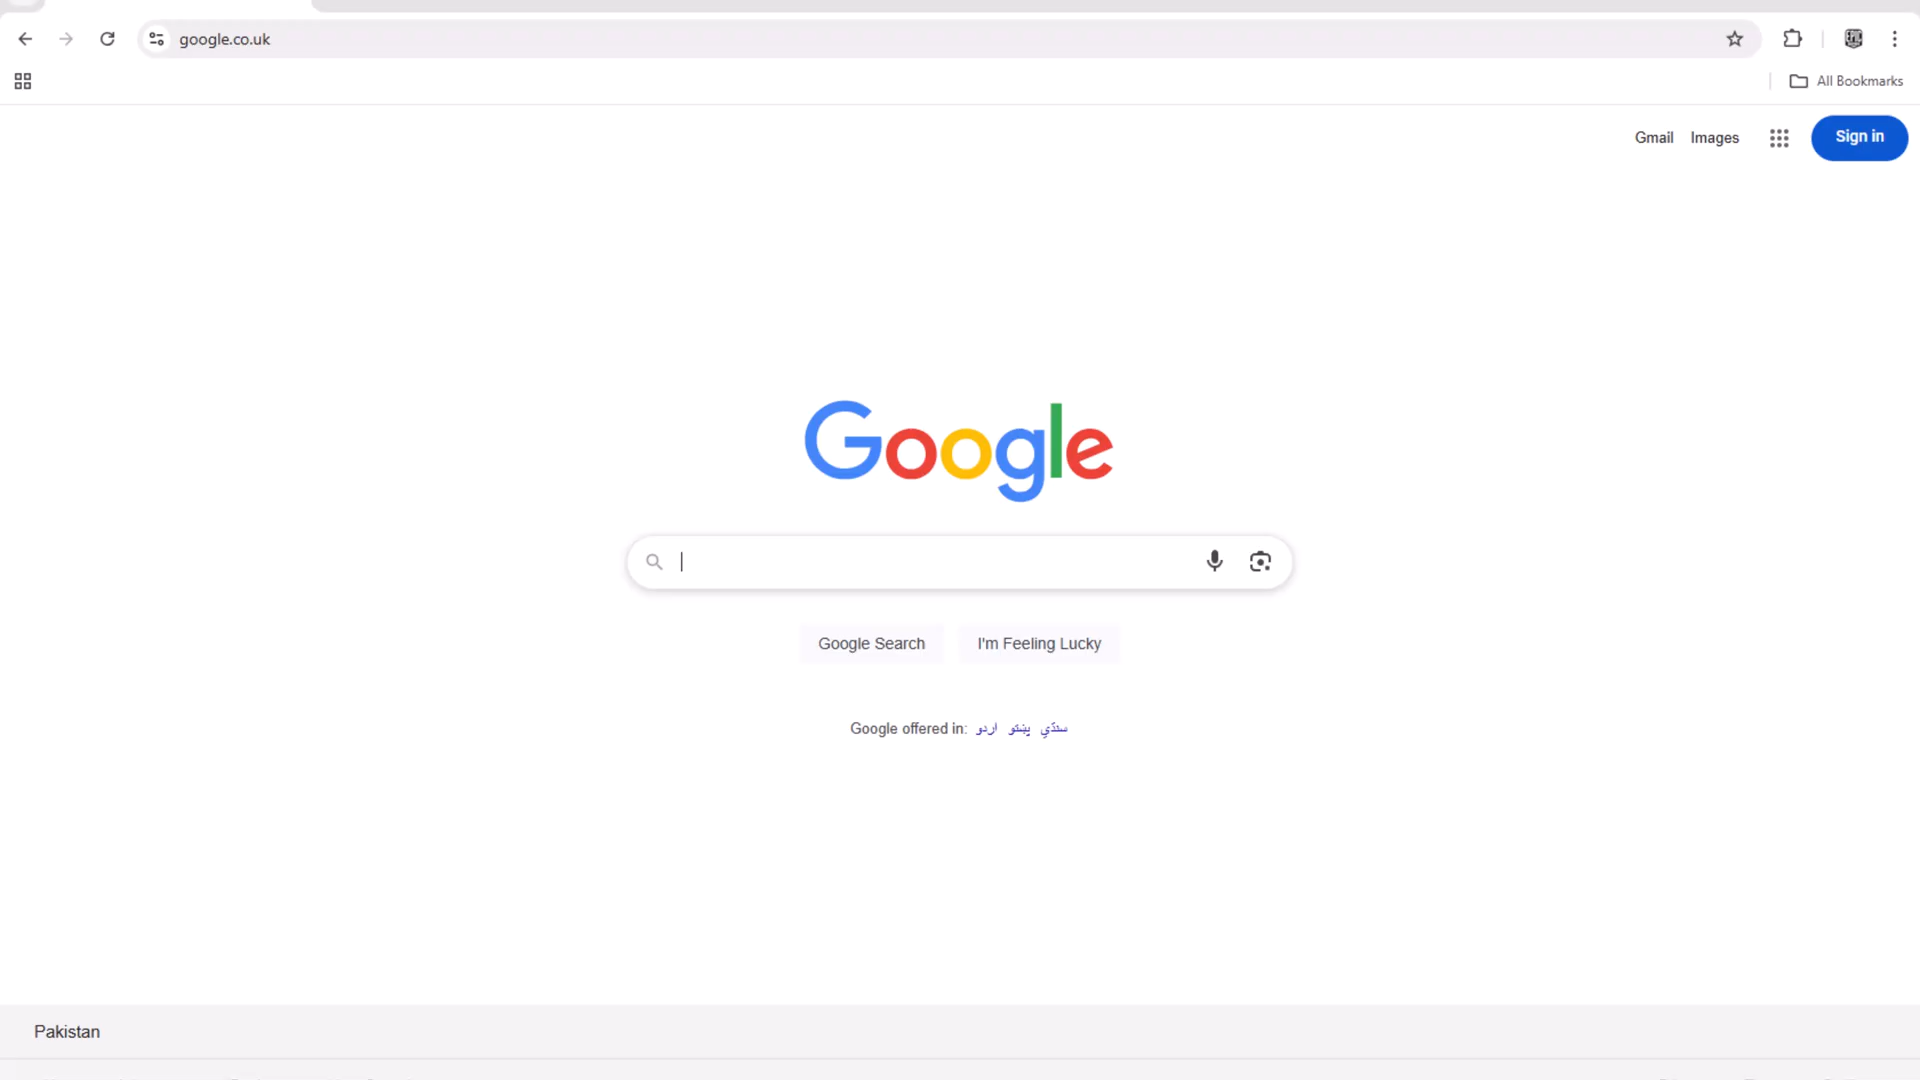 google.co.uk
All Bookmarks
Gmail Images Sign in
Google
Google Search I'm Feeling Lucky
Google offered in: اردو پښتو سنڌي
Pakistan